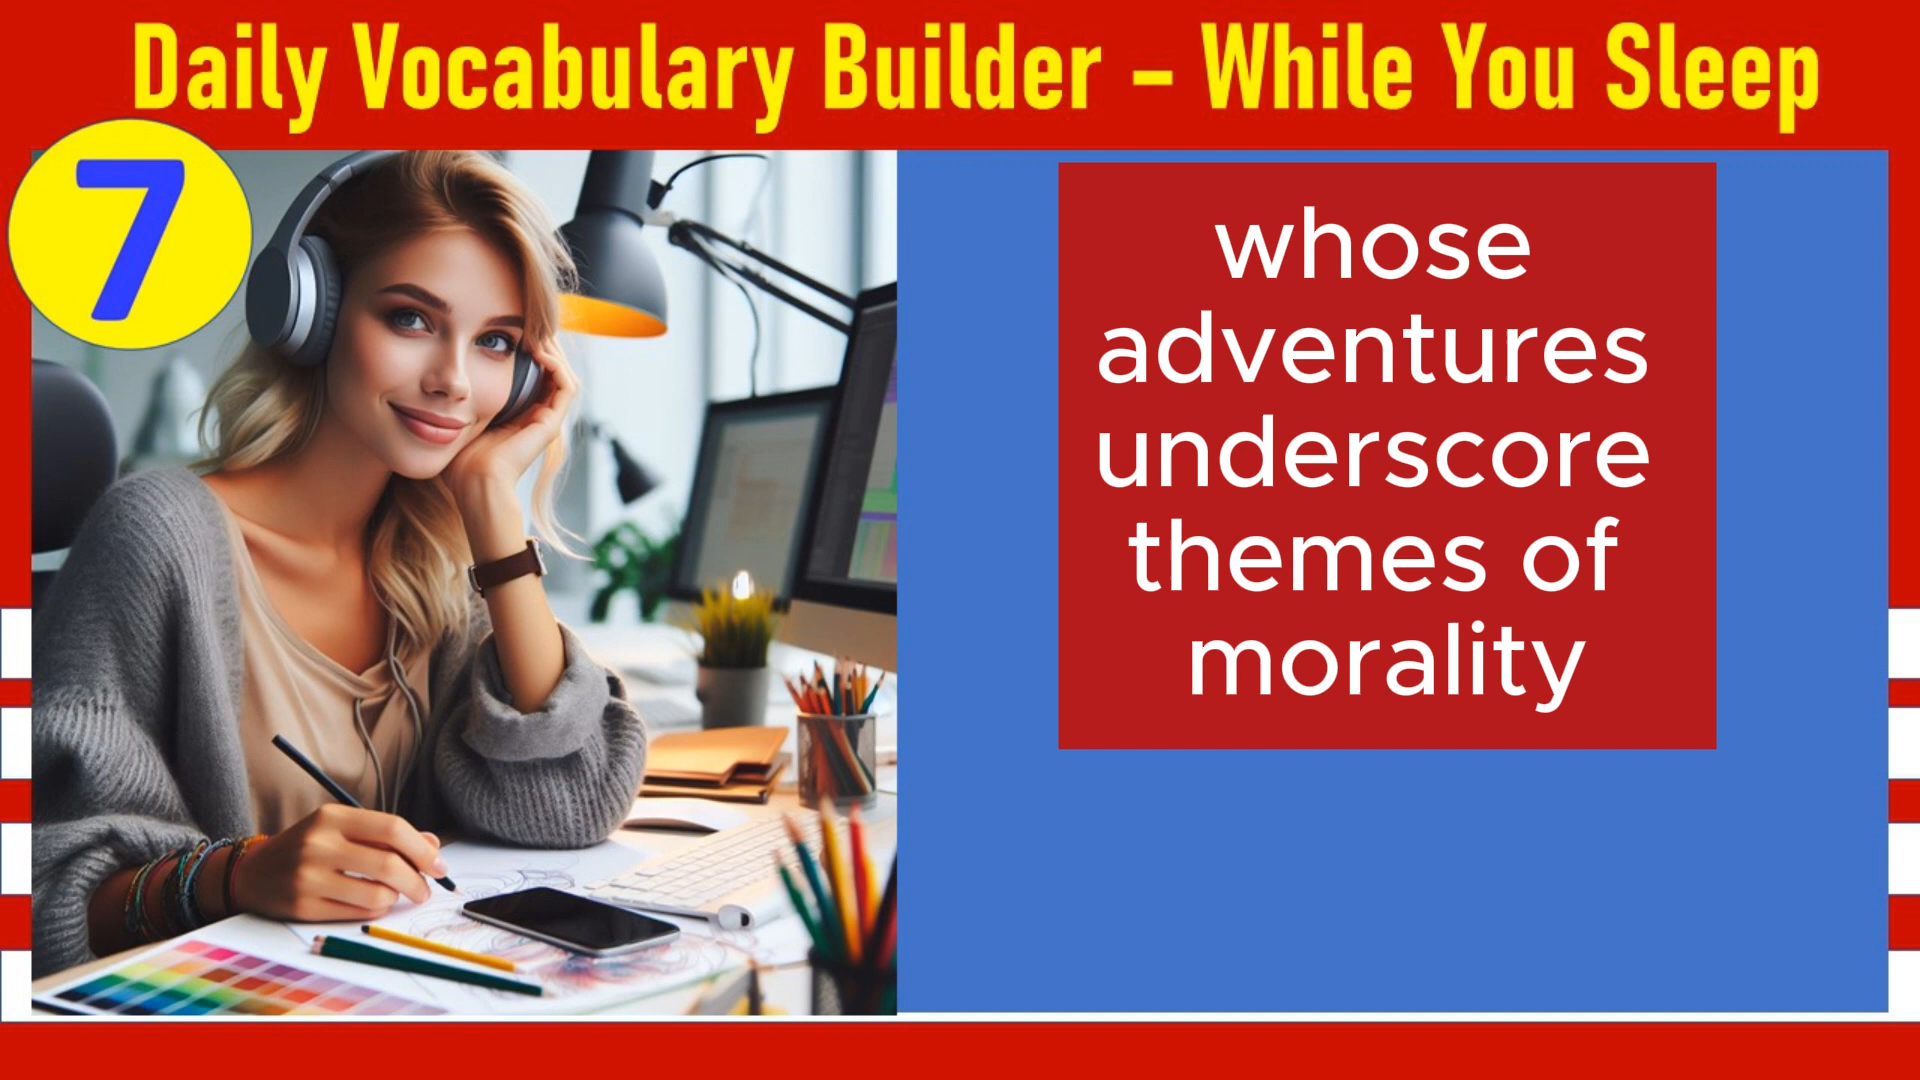 Daily Vocabulary Builder – While You Sleep
7
whose
adventures
underscore
themes of
morality